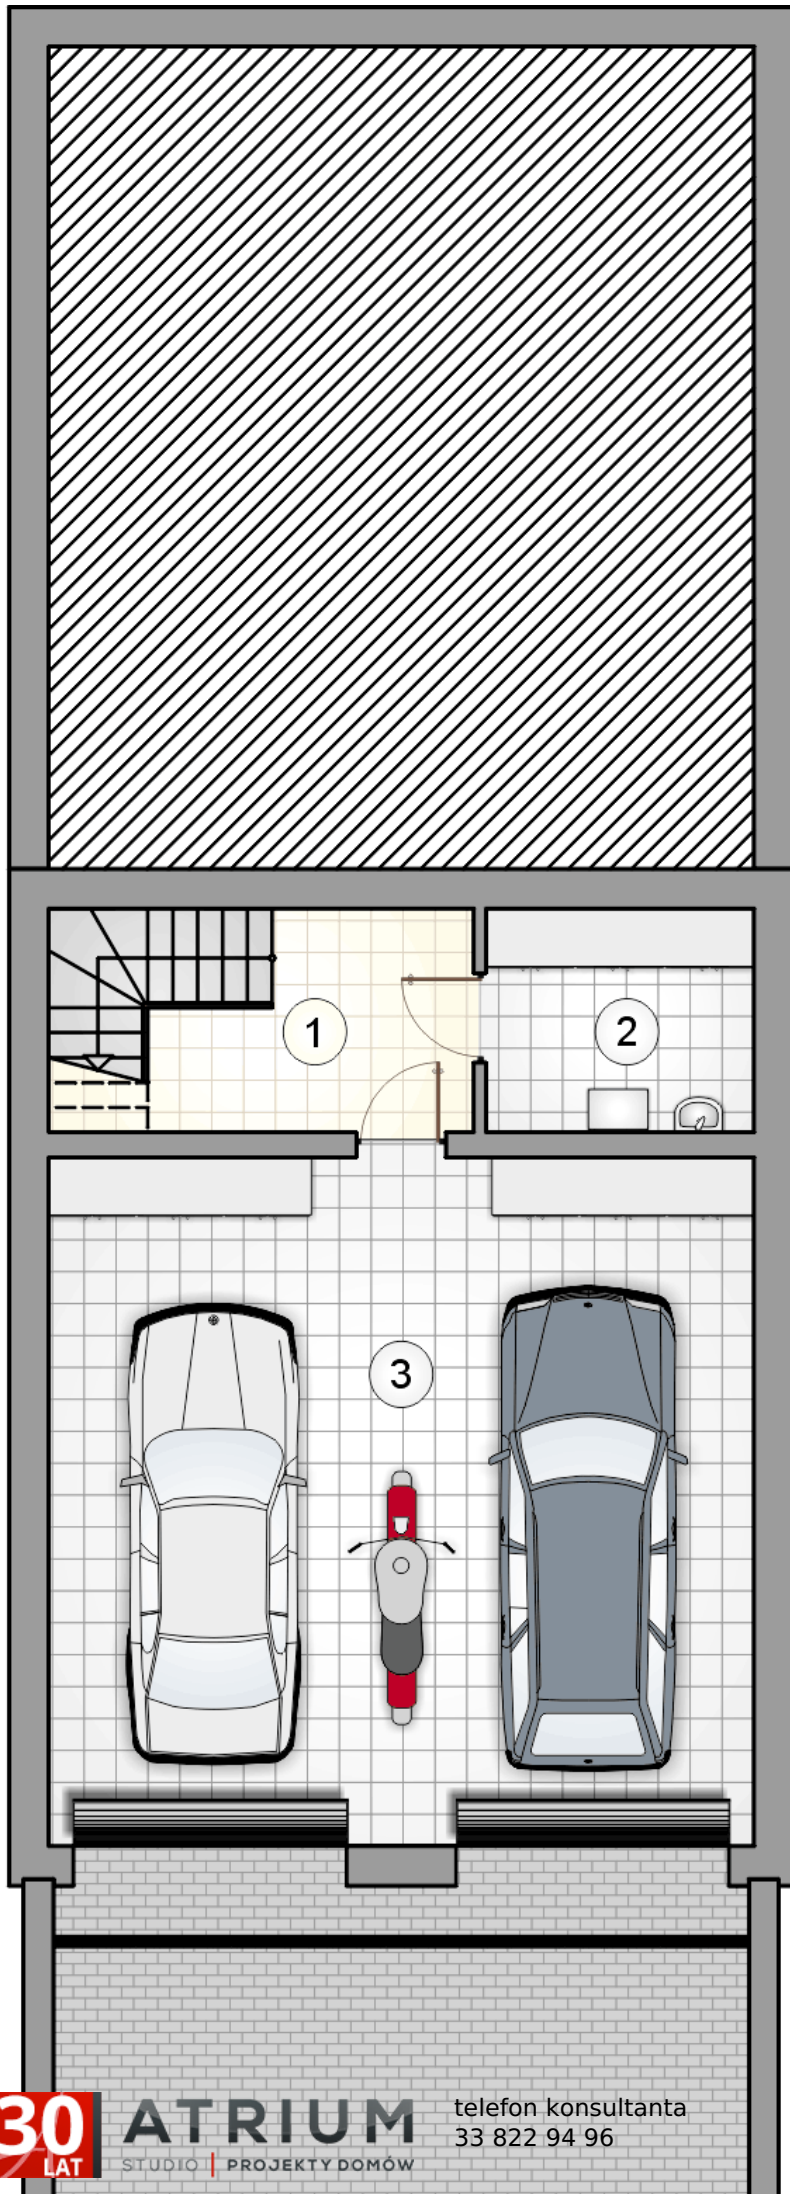 1
2
3
30
LAT
ATRIUM
STUDIO | PROJEKTY DOMÓW
telefon konsultanta
33 822 94 96